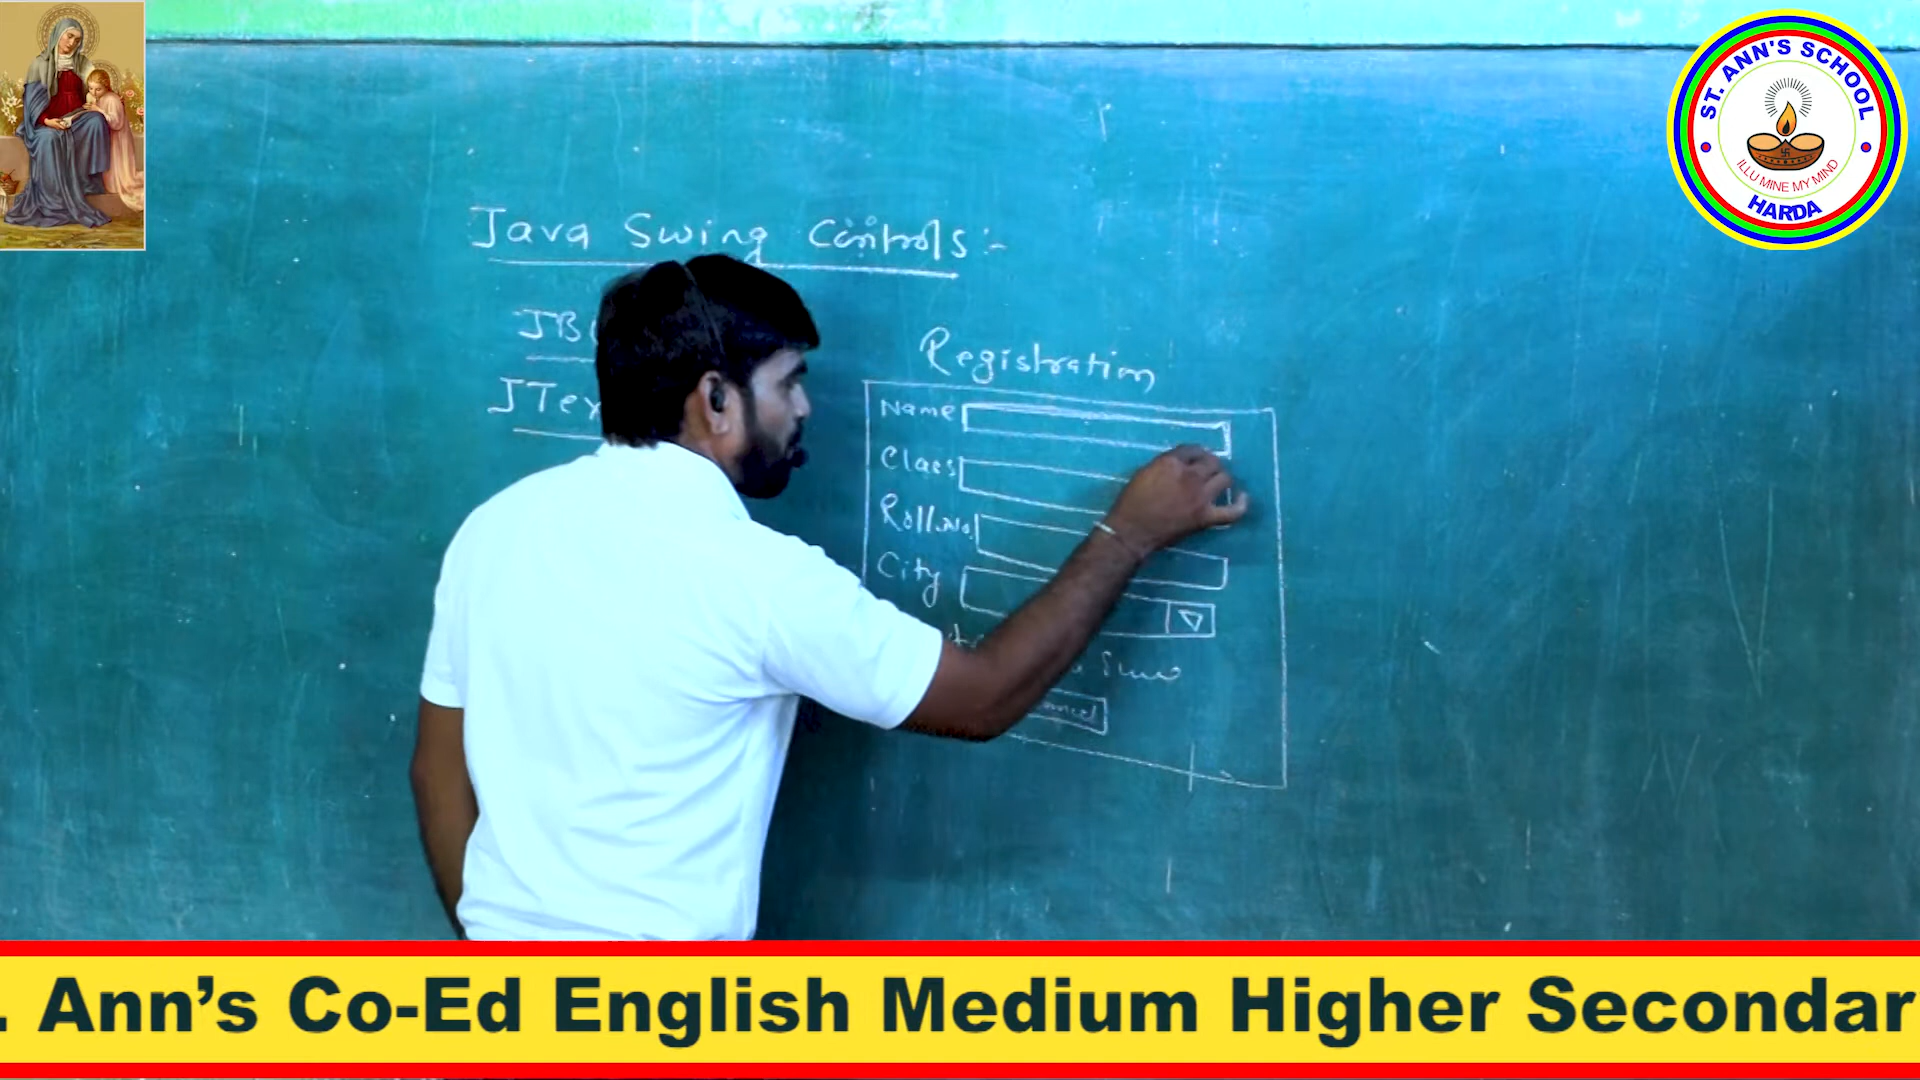 ST. ANN'S SCHOOL
ILLU MINE MY MIND
HARDA
Java Swing Controls :-
Registration
Name
Class
Roll.No.
City
. Ann's Co-Ed English Medium Higher Secondar